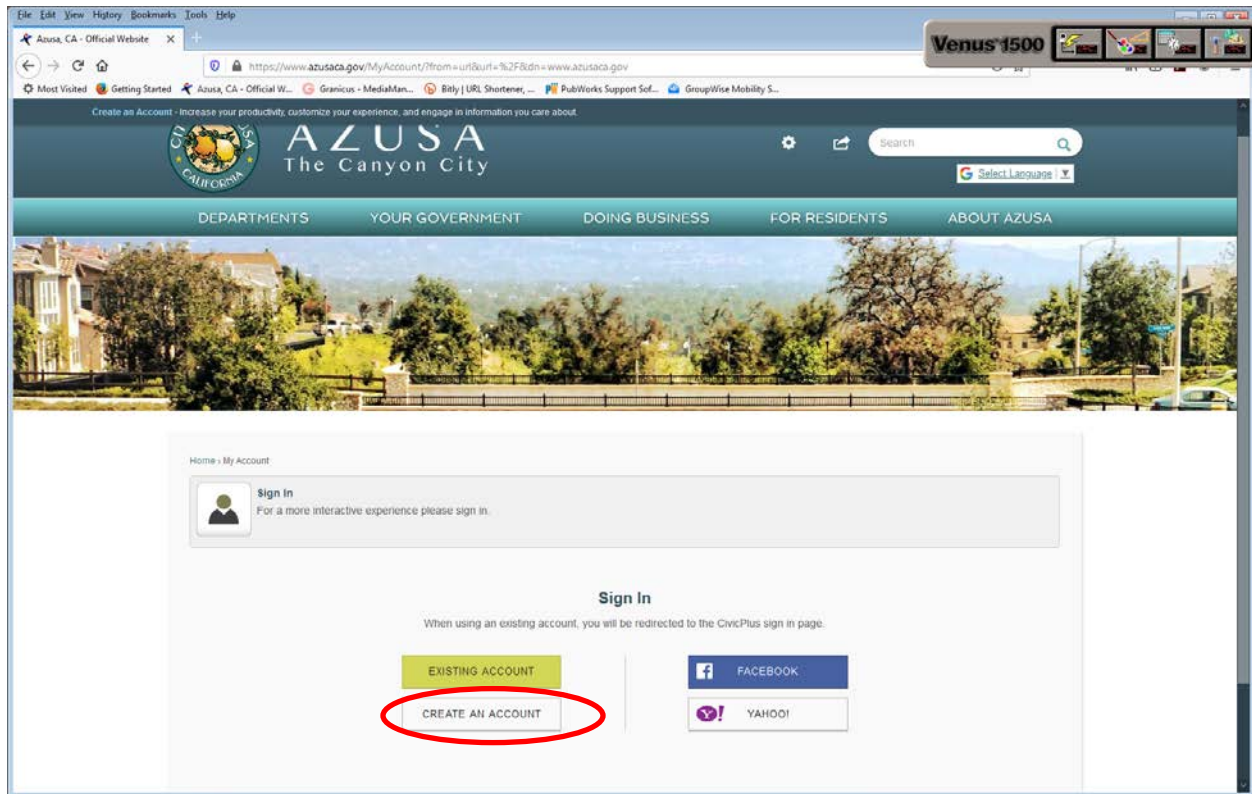 File Edit View History Bookmarks Tools Help
Azusa, CA - Official Website
Venus 1500
https://www.azusaca.gov/MyAccount/?from=url&url=%2F&dn=www.azusaca.gov
Most Visited Getting Started Azusa, CA - Official W... Granicus - MediaMan... Bitly | URL Shortener, ... PubWorks Support Sof... GroupWise Mobility S...
Create an Account - Increase your productivity, customize your experience, and engage in information you care about.
AZUSA
The Canyon City
CALIFORNIA
Search
G Select Language
DEPARTMENTS YOUR GOVERNMENT DOING BUSINESS FOR RESIDENTS ABOUT AZUSA
Home › My Account
Sign In
For a more interactive experience please sign in.
Sign In
When using an existing account, you will be redirected to the CivicPlus sign in page.
EXISTING ACCOUNT
FACEBOOK
CREATE AN ACCOUNT
YAHOO!